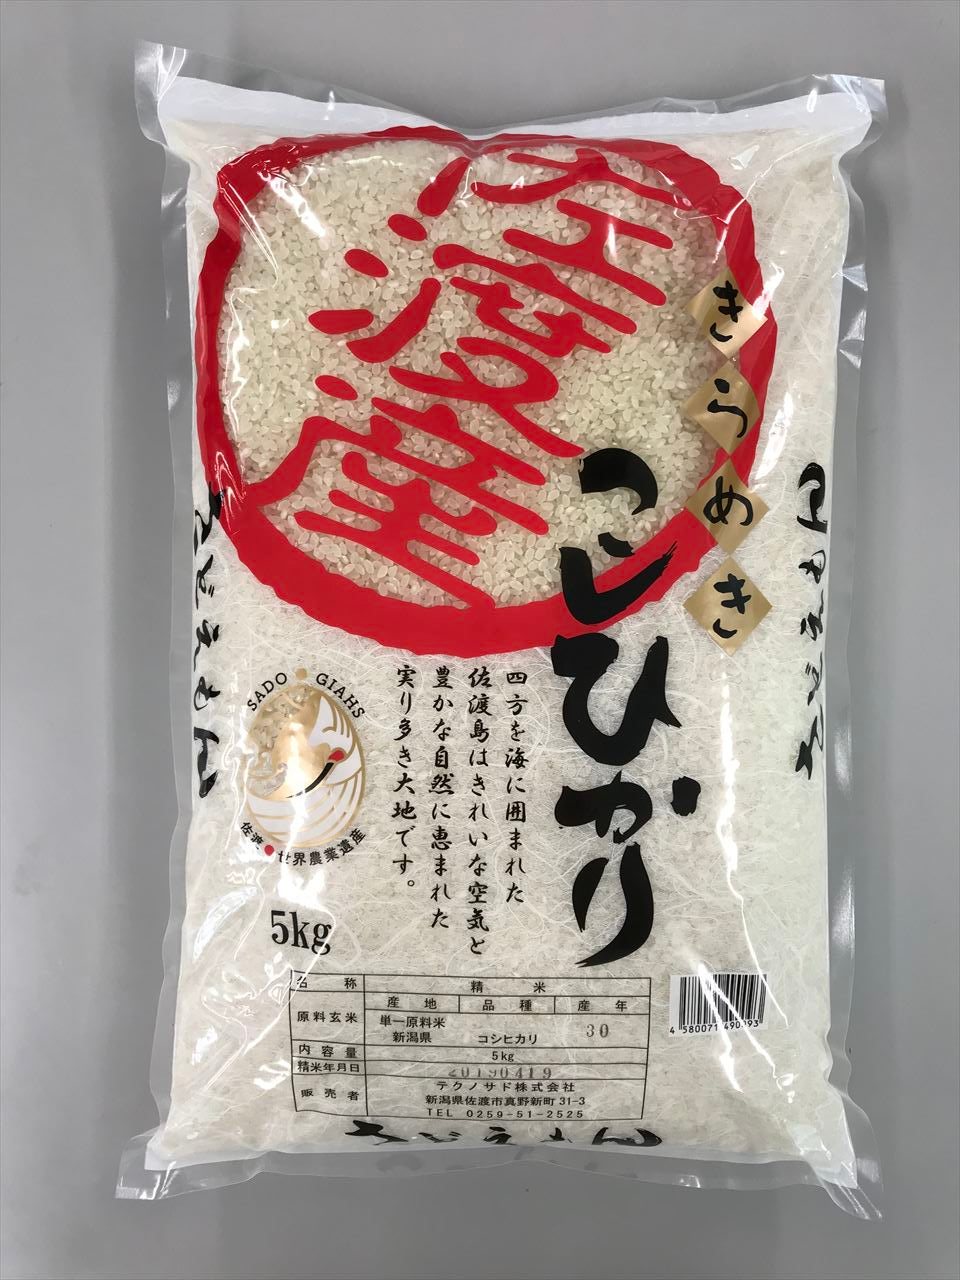 佐渡産
きらめき
こしひかり
四方を海に囲まれた
佐渡島はきれいな空気と
豊かな自然に恵まれた
実り多き大地です。
SADO GIAHS
佐渡 世界農業遺産
5kg
名称 精米
産地 品種 産年
原料玄米 単一原料米
新潟県 コシヒカリ 30
内容量 5kg
精米年月日 20190419
販売者 テクノサド株式会社
新潟県佐渡市真野新町31-3
TEL 0259-51-2525
4 580071 490093